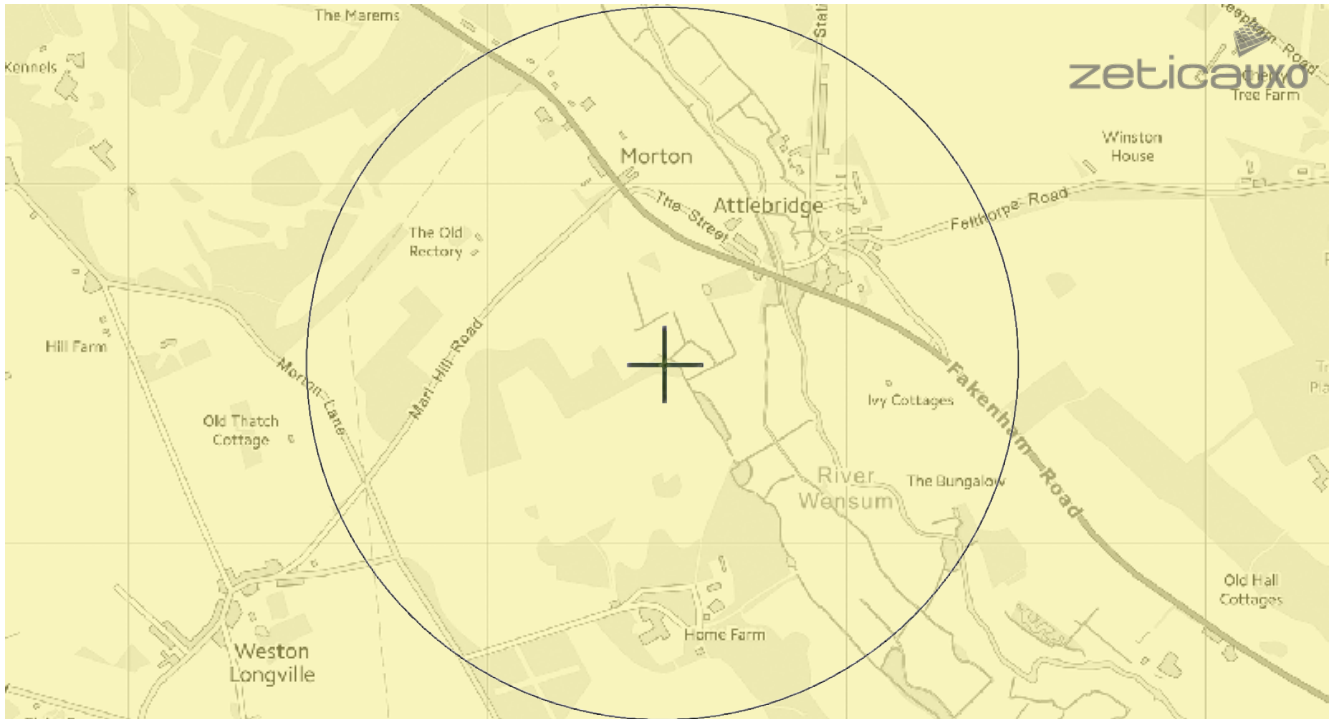 The Marems
Stati
Kennels
zeticauxo
Tree Farm
Winston
House
Morton
The Street
Attlebridge
Felthorpe Road
The Old
Rectory
Hill Farm
Morton Lane
Marl Hill Road
Old Thatch
Cottage
Ivy Cottages
Fakenham Road
River
Wensum
The Bungalow
Old Hall
Cottages
Home Farm
Weston
Longville